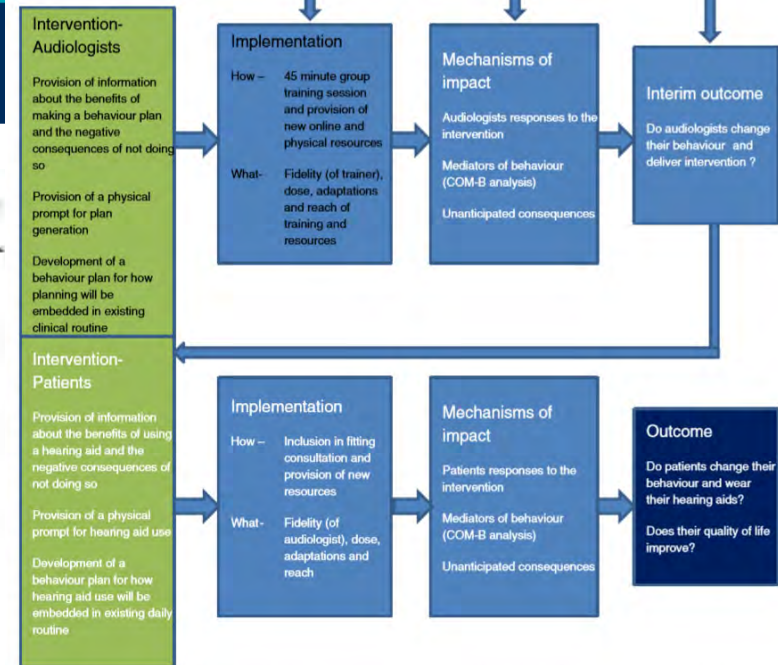 Intervention-
Audiologists
Provision of information
about the benefits of
making a behaviour plan
and the negative
consequences of not doing
so
Provision of a physical
prompt for plan
generation
Development of a
behaviour plan for how
planning will be
embedded in existing
clinical routine
Implementation
How – 45 minute group
training session
and provision of
new online and
physical resources
What- Fidelity (of trainer),
dose, adaptations
and reach of
training and
resources
Mechanisms of
impact
Audiologists responses to the
intervention
Mediators of behaviour
(COM-B analysis)
Unanticipated consequences
Interim outcome
Do audiologists change
their behaviour and
deliver intervention ?
Intervention-
Patients
Provision of information
about the benefits of using
a hearing aid and the
negative consequences of
not doing so
Provision of a physical
prompt for hearing aid use
Development of a
behaviour plan for how
hearing aid use will be
embedded in existing daily
routine
Implementation
How – Inclusion in fitting
consultation and
provision of new
resources
What- Fidelity (of
audiologist), dose,
adaptations and
reach
Mechanisms of
impact
Patients responses to the
intervention
Mediators of behaviour
(COM-B analysis)
Unanticipated consequences
Outcome
Do patients change their
behaviour and wear
their hearing aids?
Does their quality of life
improve?